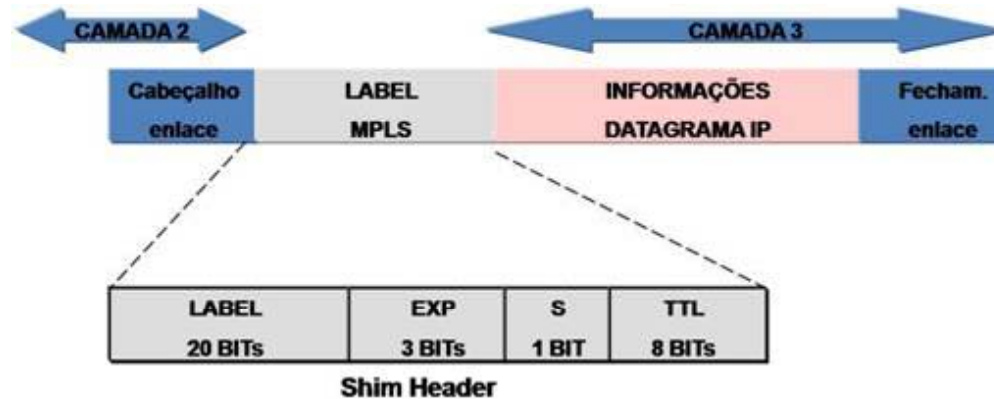 CAMADA 2 CAMADA 3
Cabeçalho LABEL INFORMAÇÕES Fecham.
enlace MPLS DATAGRAMA IP enlace
LABEL EXP S TTL
20 BITs 3 BITs 1 BIT 8 BITs
Shim Header